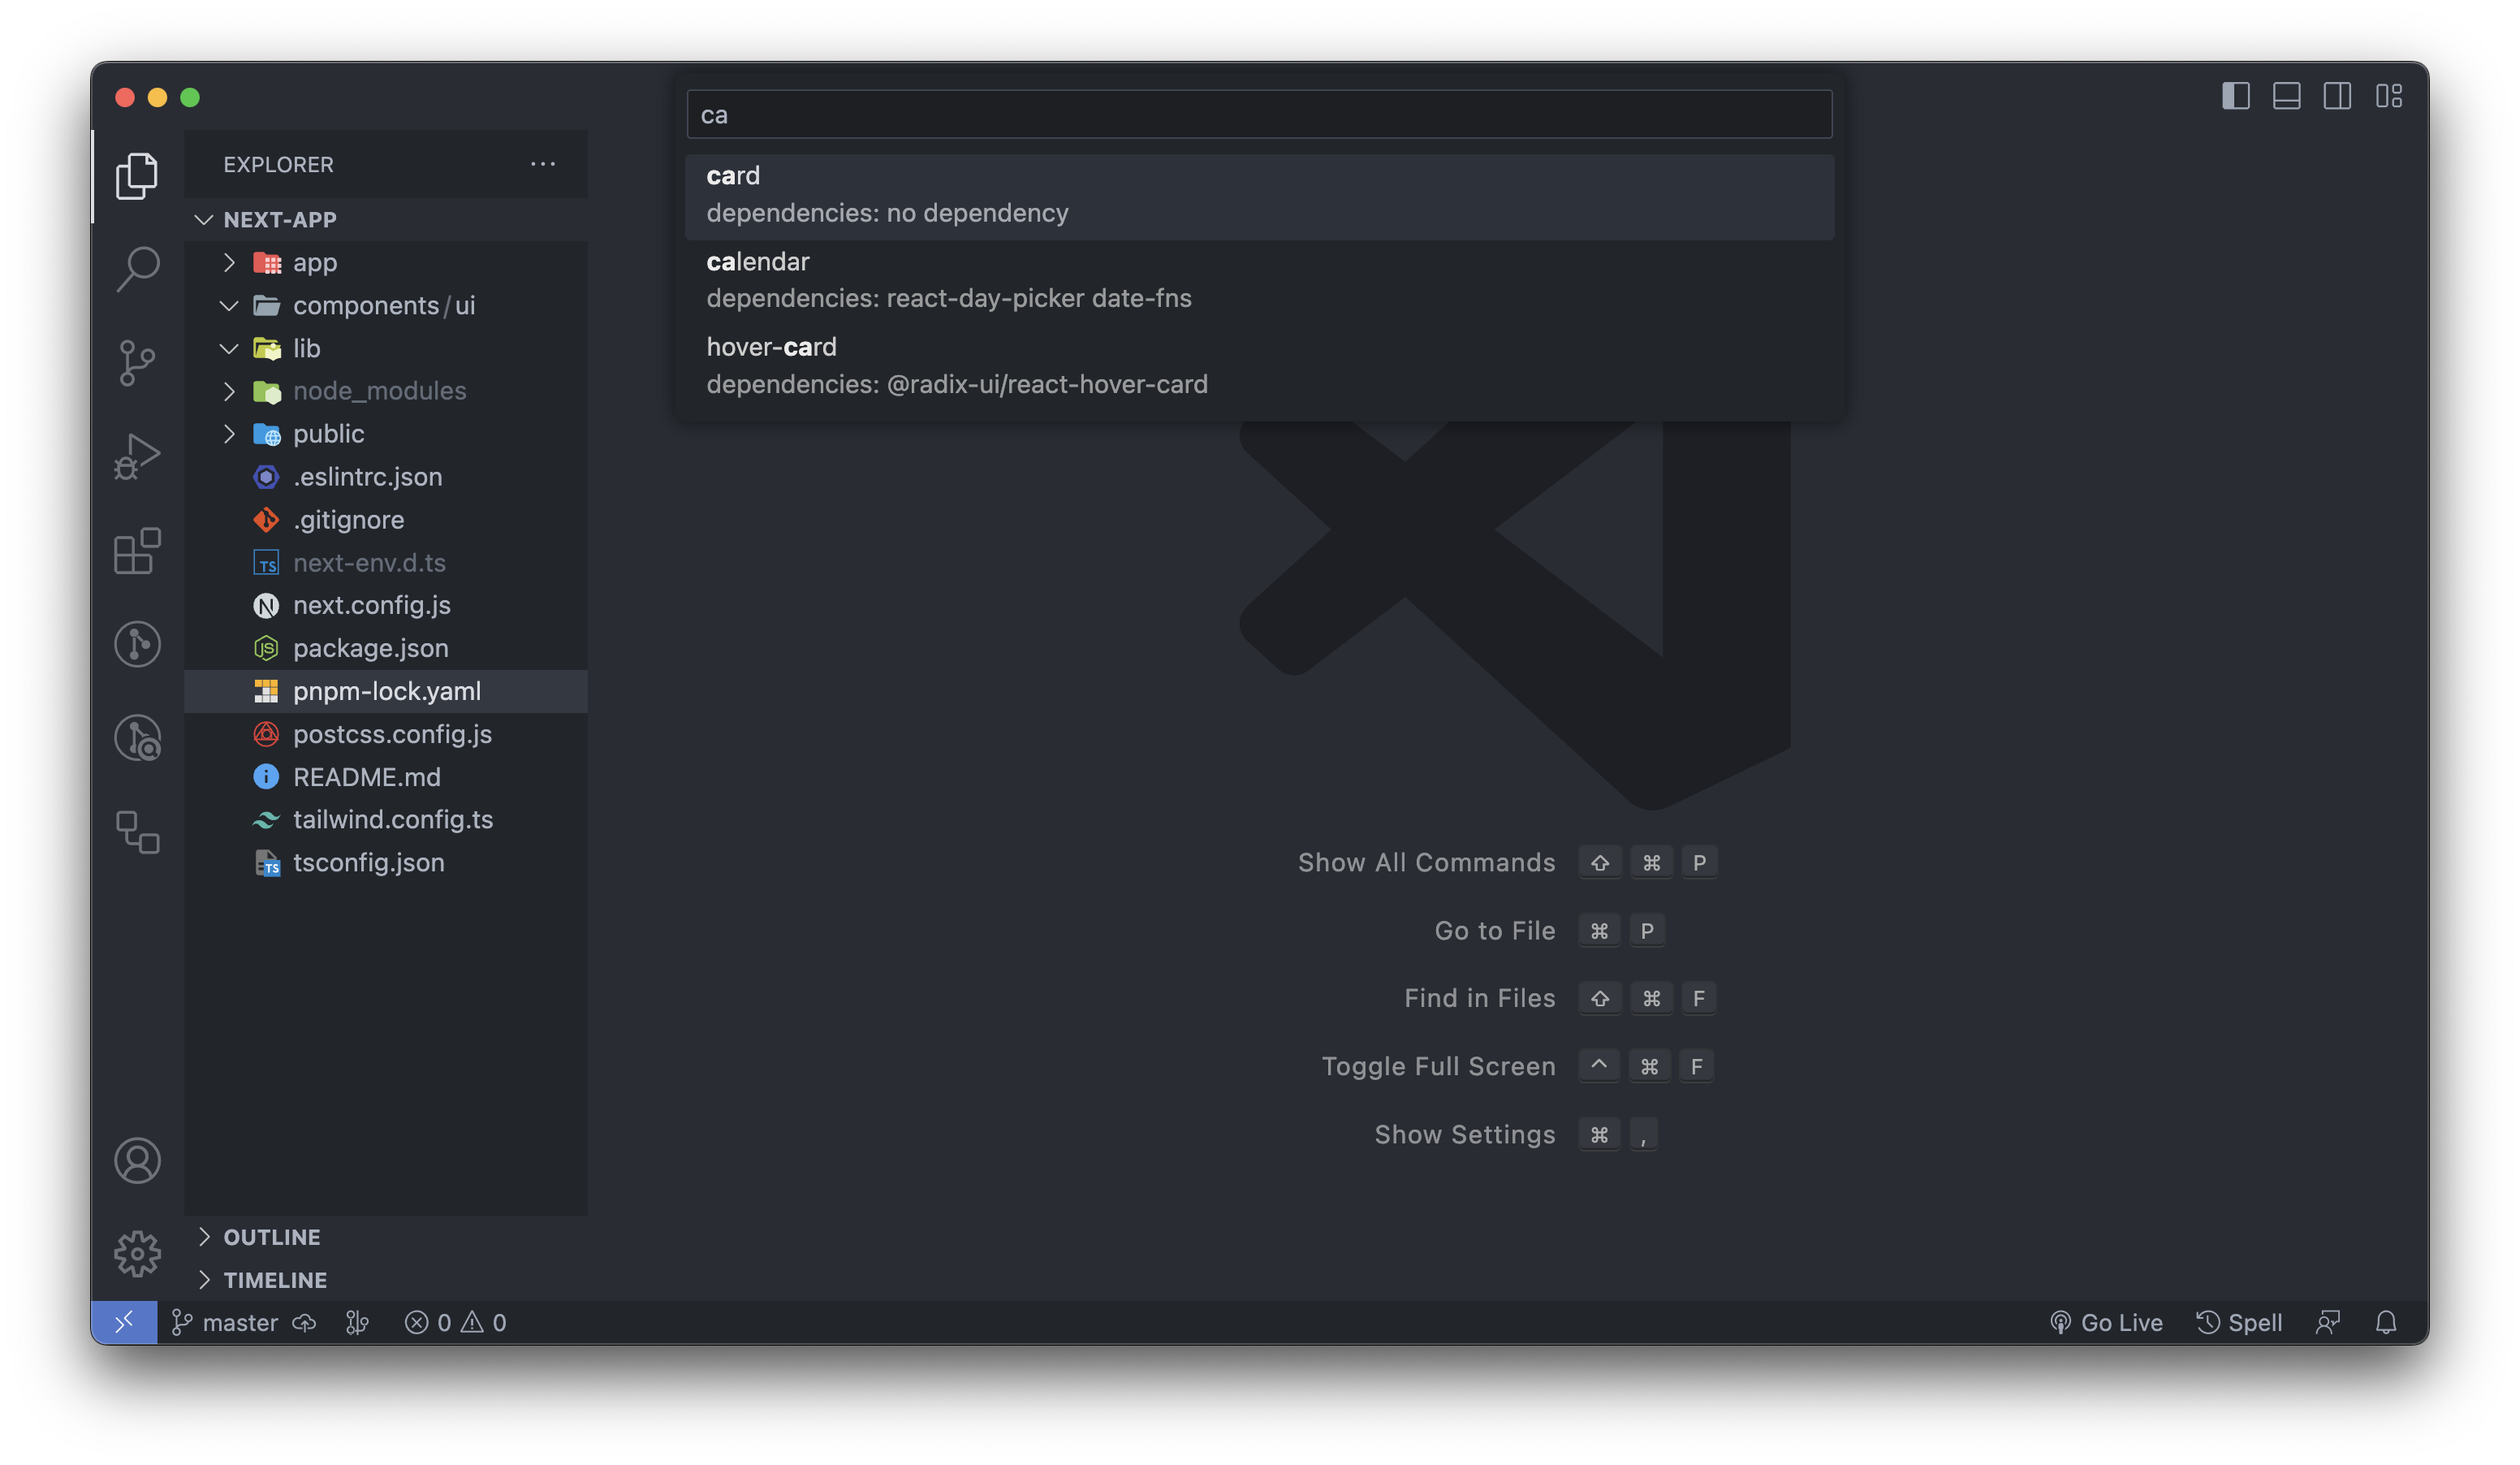 ca
card
dependencies: no dependency
calendar
dependencies: react-day-picker date-fns
hover-card
dependencies: @radix-ui/react-hover-card
EXPLORER
NEXT-APP
app
components/ui
lib
node_modules
public
.eslintrc.json
.gitignore
TS next-env.d.ts
N next.config.js
JS package.json
pnpm-lock.yaml
postcss.config.js
i README.md
tailwind.config.ts
TS tsconfig.json
OUTLINE
TIMELINE
Show All Commands ⇧ ⌘ P
Go to File ⌘ P
Find in Files ⇧ ⌘ F
Toggle Full Screen ^ ⌘ F
Show Settings ⌘ ,
master 0 0 Go Live Spell